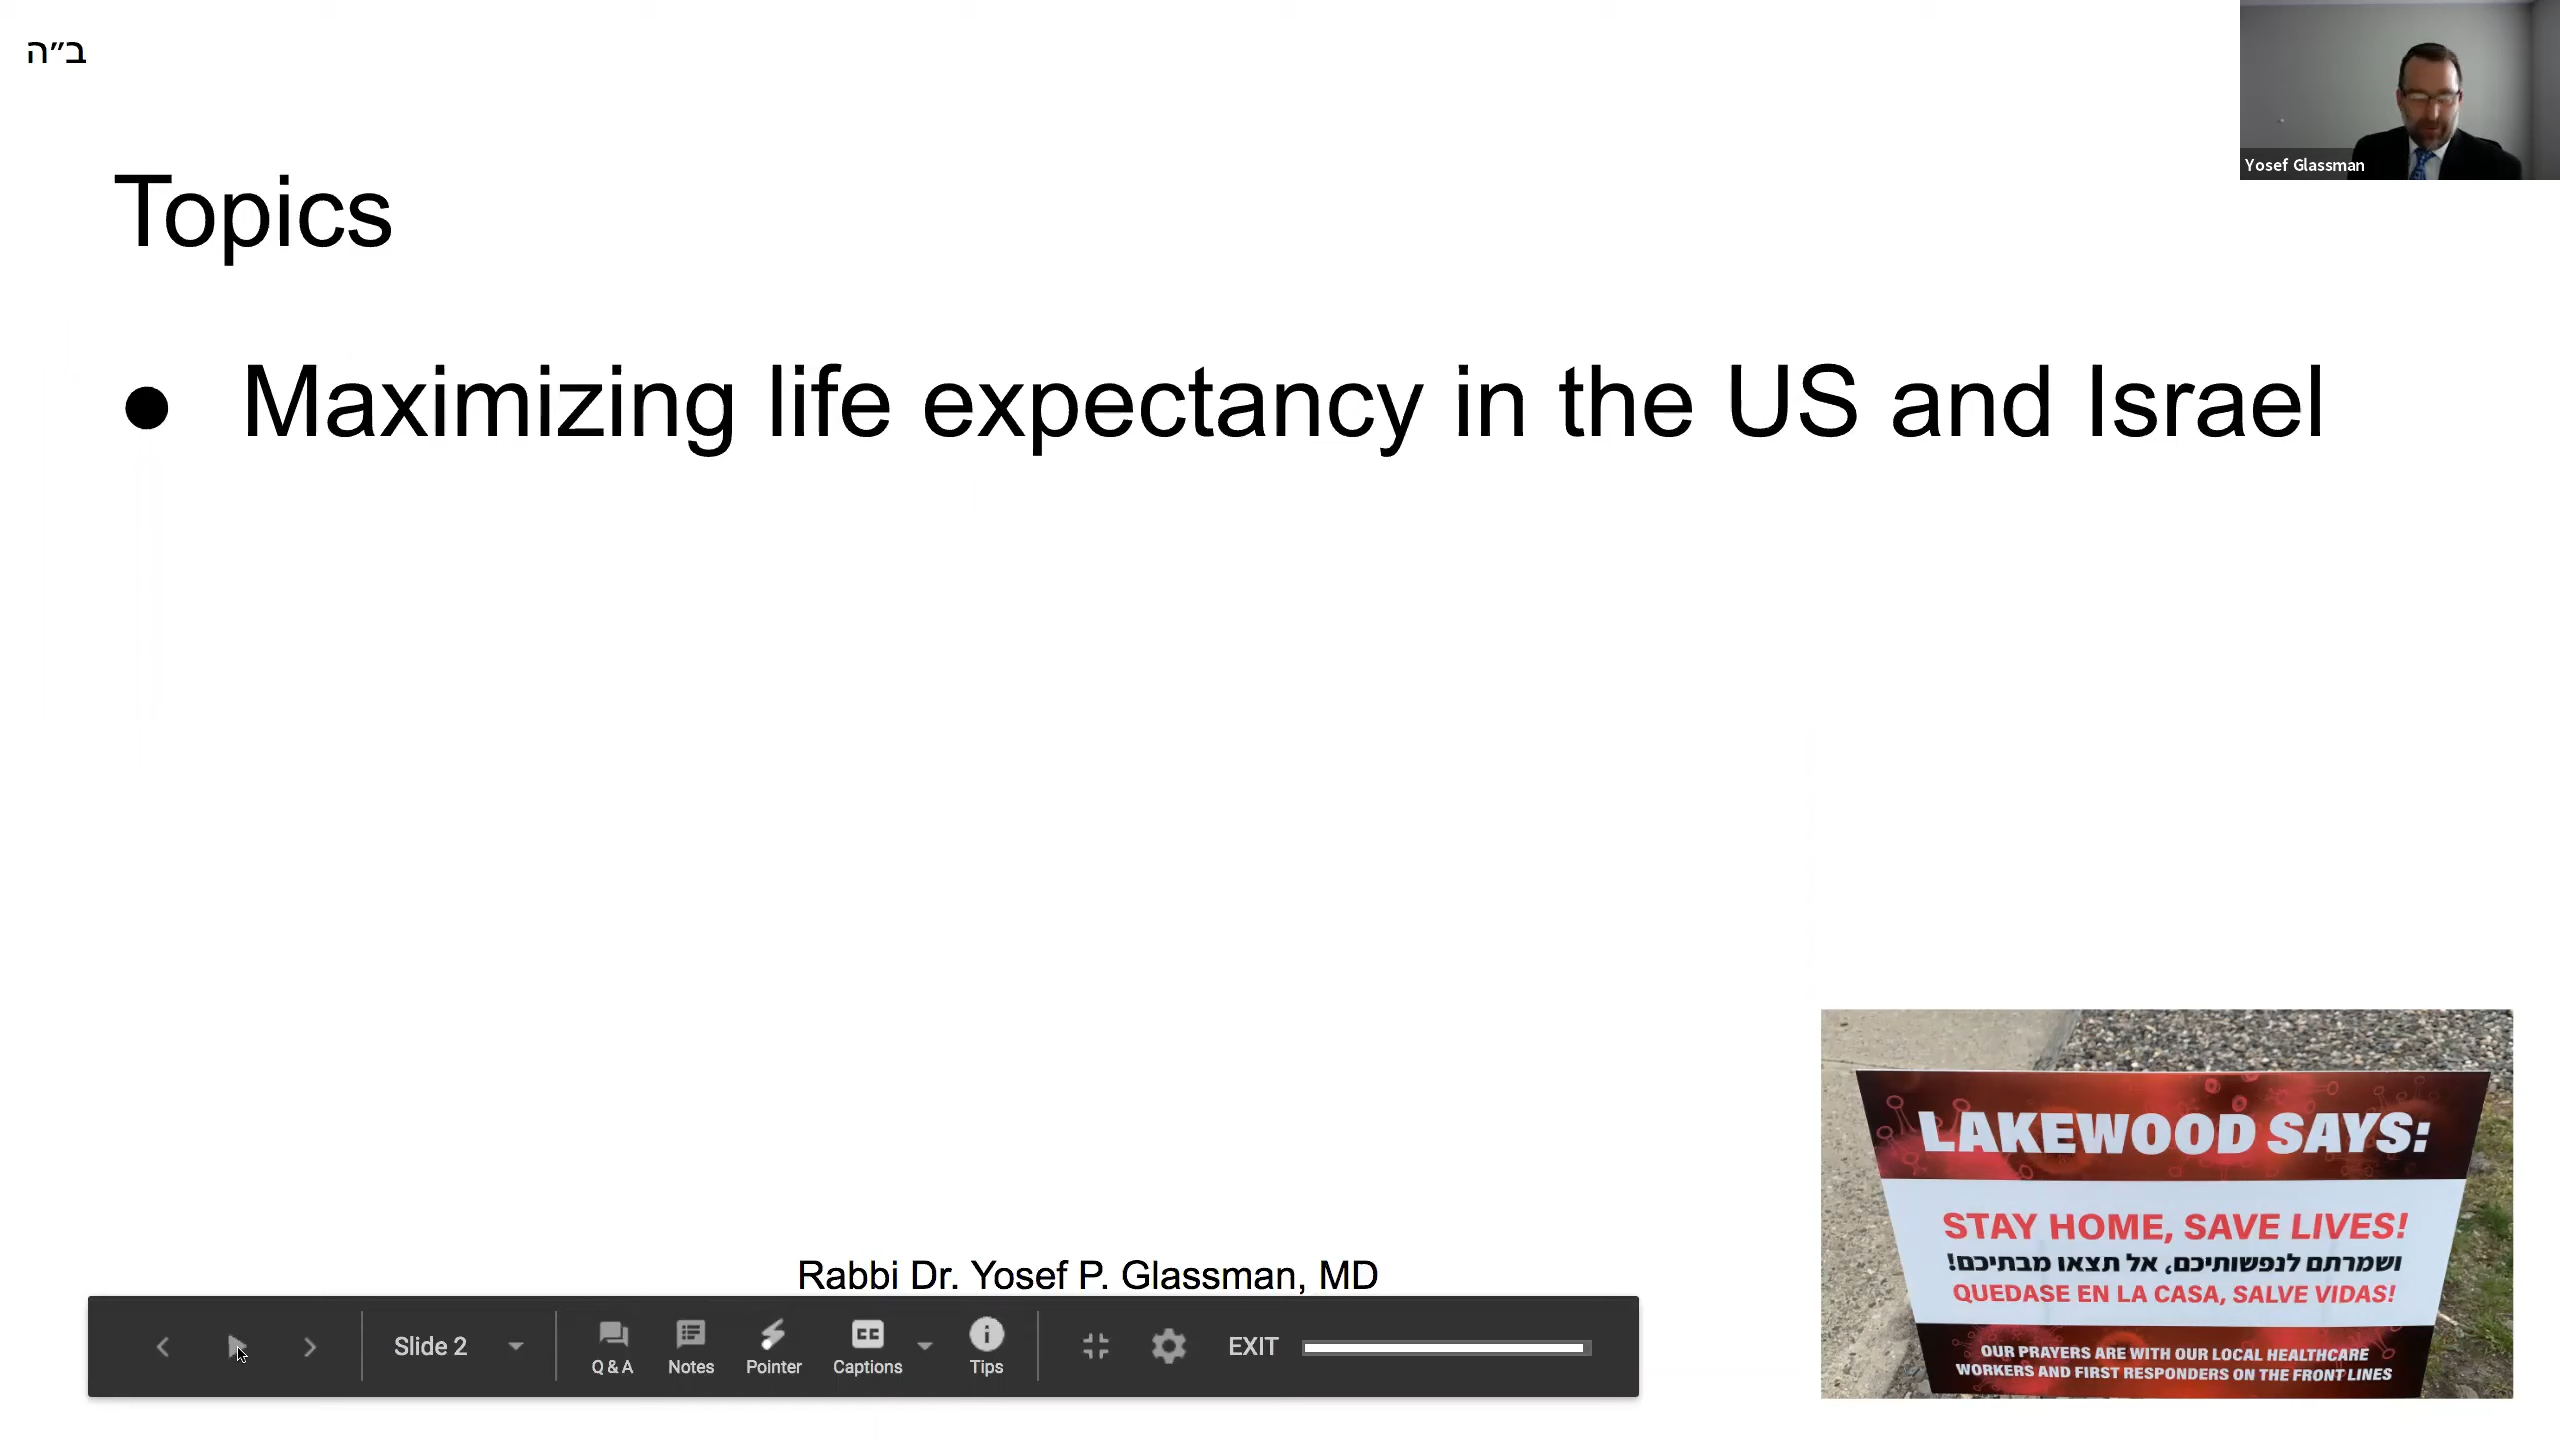 ב״ה
Yosef Glassman
Topics
● Maximizing life expectancy in the US and Israel
LAKEWOOD SAYS:
STAY HOME, SAVE LIVES!
ושמרתם לנפשותיכם, אל תצאו מבתיכם!
QUEDASE EN LA CASA, SALVE VIDAS!
OUR PRAYERS ARE WITH OUR LOCAL HEALTHCARE
WORKERS AND FIRST RESPONDERS ON THE FRONT LINES
Rabbi Dr. Yosef P. Glassman, MD
Slide 2
Q & A
Notes
Pointer
CC
Captions
Tips
EXIT